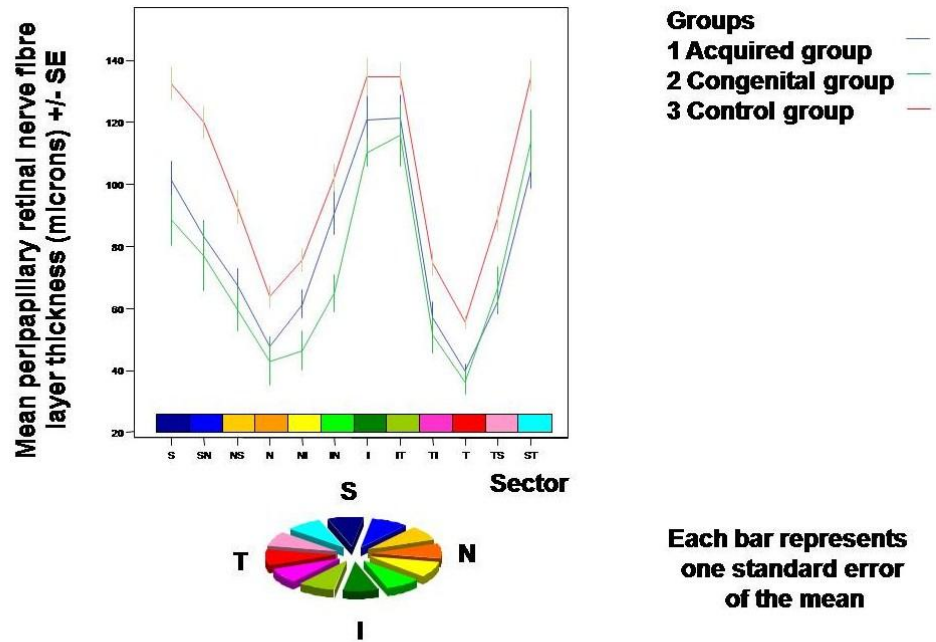 Mean peripapillary retinal nerve fibre
layer thickness (microns) +/- SE
140
120
100
80
60
40
20
S SN NS N NI IN I IT TI T TS ST
Sector
Groups
1 Acquired group
2 Congenital group
3 Control group
S
T
N
I
Each bar represents
one standard error
of the mean